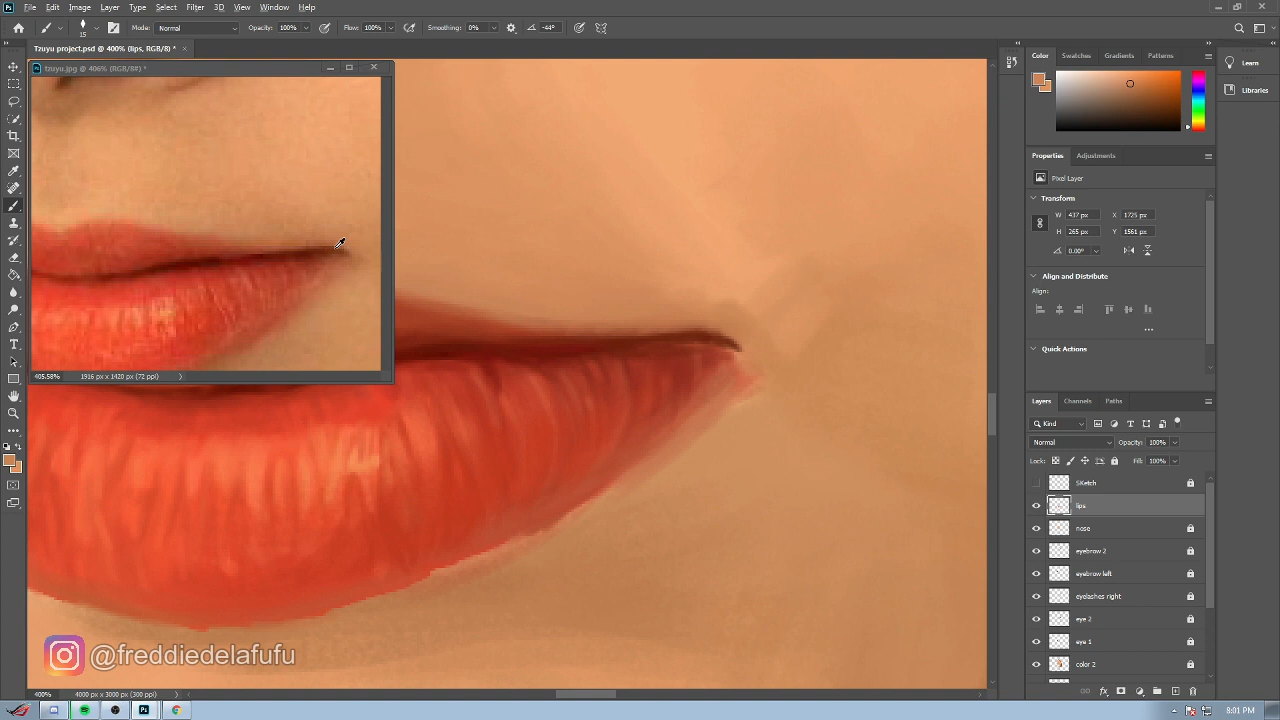 File Edit Image Layer Type Select Filter 3D View Window Help
15 Mode: Normal Opacity: 100% Flow: 100% Smoothing: 0% -44°
Tzuyu project.psd @ 400% (lips, RGB/8) *
tzuyu.jpg @ 406% (RGB/8#) *
405.58% 1916 px x 1420 px (72 ppi)
@freddiedelafufu
400% 4000 px x 3000 px (300 ppi)
Color Swatches Gradients Patterns
Learn
Libraries
Properties Adjustments
Pixel Layer
Transform
W 437 px X 1725 px
H 265 px Y 1561 px
0.00°
Align and Distribute
Align:
Quick Actions
Layers Channels Paths
Kind
Normal Opacity: 100%
Lock: Fill: 100%
SKetch
lips
nose
eyebrow 2
eyebrow left
eyelashes right
eye 2
eye 1
color 2
8:01 PM